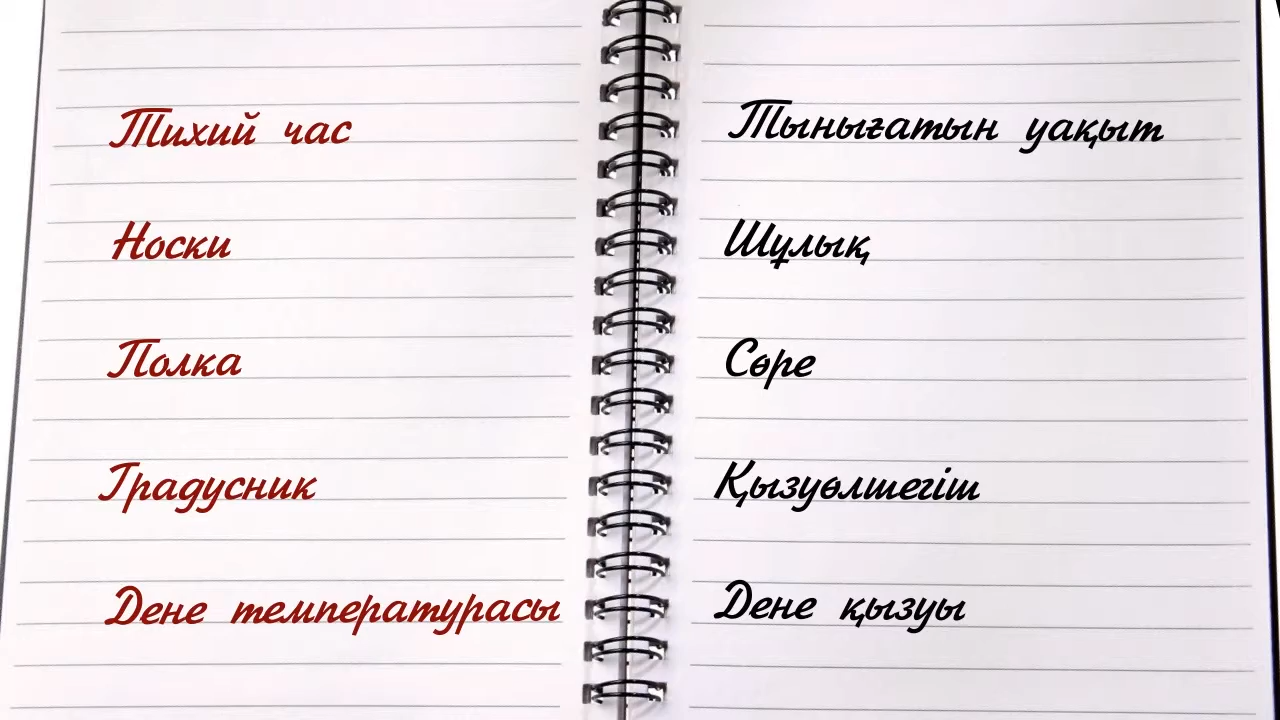 Тихий час
Тынығатын уақыт
Носки
Шұлық
Полка
Сөре
Градусник
Қызуөлшегіш
Дене температурасы
Дене қызуы